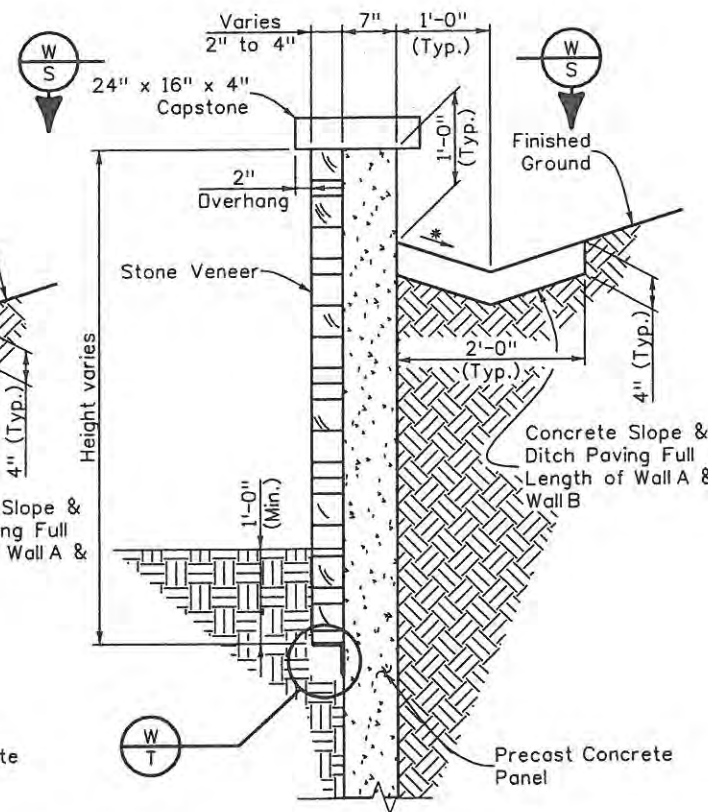 Varies
2" to 4"
7"
1'-0"
(Typ.)
W
S
W
S
24" x 16" x 4"
Capstone
1'-0"
(Typ.)
Finished
Ground
2"
Overhang
*
Stone Veneer
Height varies
2'-0"
(Typ.)
4" (Typ.)
4" (Typ.)
Concrete Slope &
Ditch Paving Full
Length of Wall A &
Wall B
1'-0"
(Min.)
Slope &
ing Full
Wall A &
W
T
te
Precast Concrete
Panel